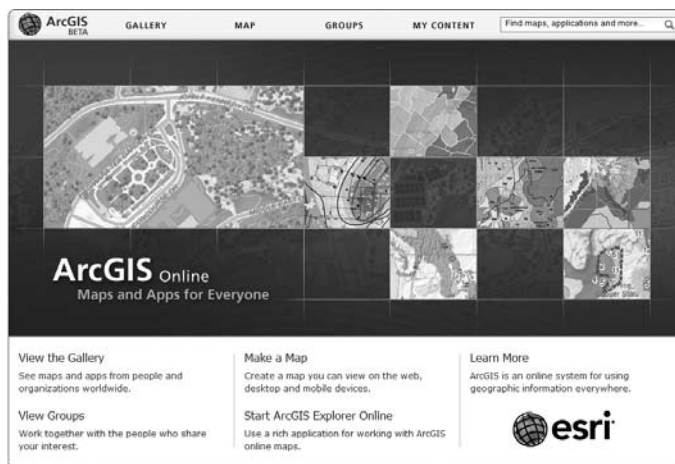 ArcGIS
BETA
GALLERY
MAP
GROUPS
MY CONTENT
Find maps, applications and more...
ArcGIS Online
Maps and Apps for Everyone
View the Gallery
See maps and apps from people and
organizations worldwide.
View Groups
Work together with the people who share
your interest.
Make a Map
Create a map you can view on the web,
desktop and mobile devices.
Start ArcGIS Explorer Online
Use a rich application for working with ArcGIS
online maps.
Learn More
ArcGIS is an online system for using
geographic information everywhere.
esri